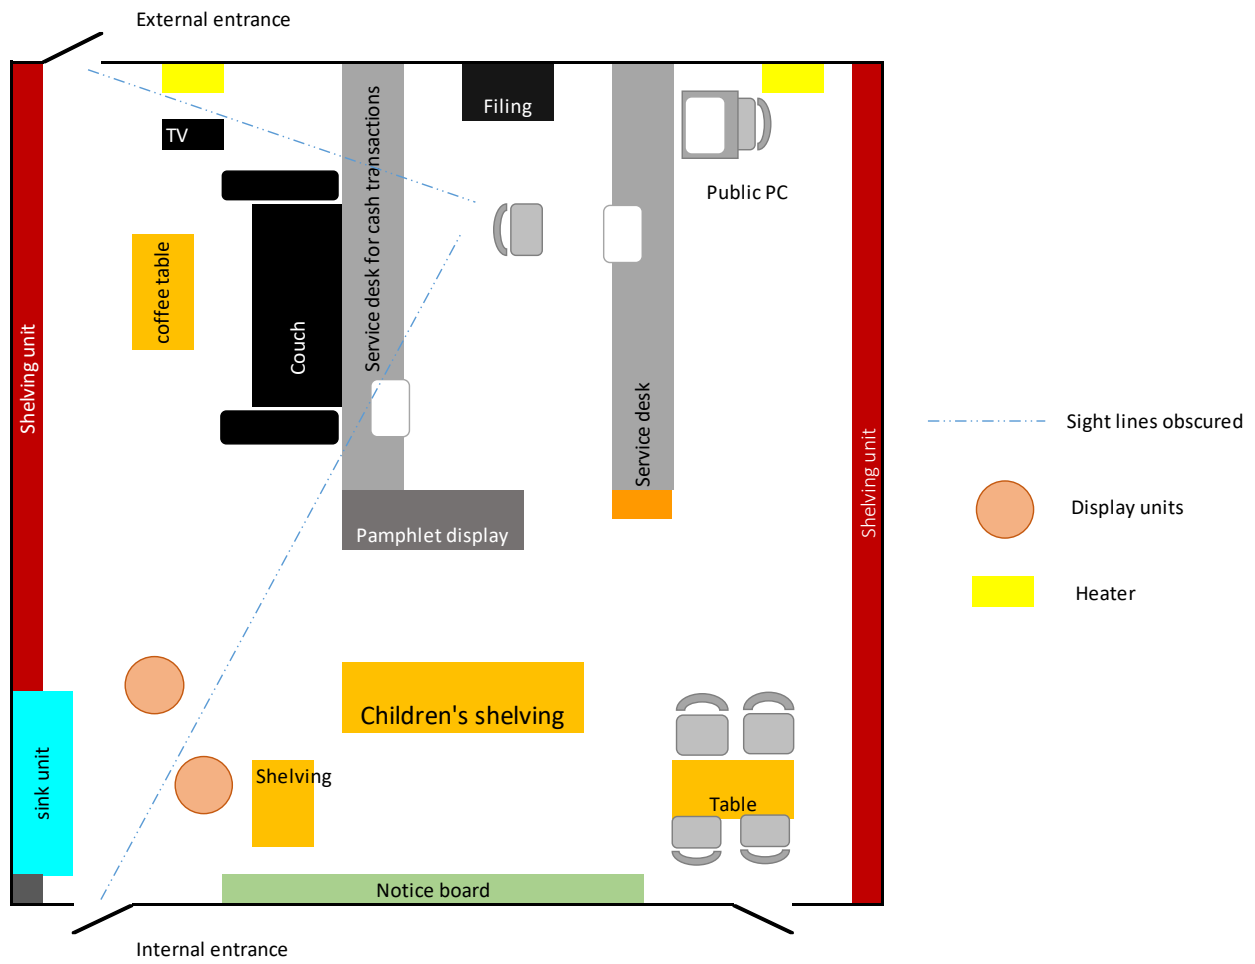 External entrance
Filing
TV
Service desk for cash transactions
Public PC
coffee table
Couch
Shelving unit
Service desk
Shelving unit
Sight lines obscured
Display units
Heater
Pamphlet display
Children's shelving
sink unit
Shelving
Table
Notice board
Internal entrance